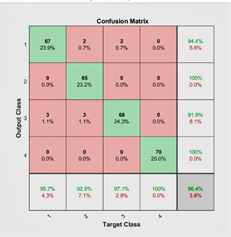 Confusion Matrix
1 67 2 2 0 94.4%
23.9% 0.7% 0.7% 0.0% 5.6%
2 0 65 0 0 100%
0.0% 23.2% 0.0% 0.0% 0.0%
3 3 3 68 0 91.9%
1.1% 1.1% 24.3% 0.0% 8.1%
4 0 0 0 70 100%
0.0% 0.0% 0.0% 25.0% 0.0%
95.7% 92.9% 97.1% 100% 96.4%
4.3% 7.1% 2.9% 0.0% 3.6%
1 2 3 4
Target Class
Output Class